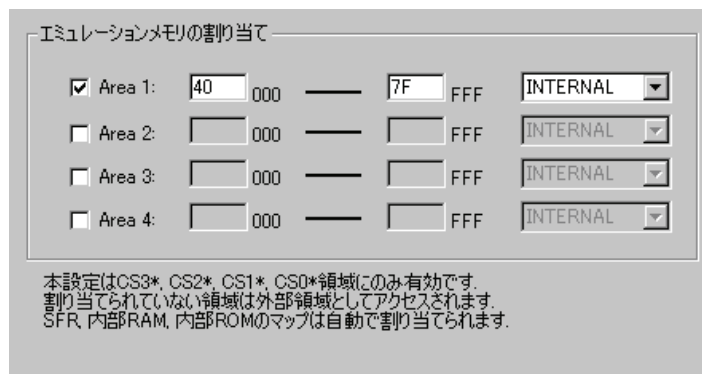 エミュレーションメモリの割り当て
Area 1: 40 000 7F FFF INTERNAL
Area 2: 000 FFF INTERNAL
Area 3: 000 FFF INTERNAL
Area 4: 000 FFF INTERNAL
本設定はCS3*, CS2*, CS1*, CS0*領域にのみ有効です.
割り当てられていない領域は外部領域としてアクセスされます.
SFR, 内部RAM, 内部ROMのマップは自動で割り当てられます.